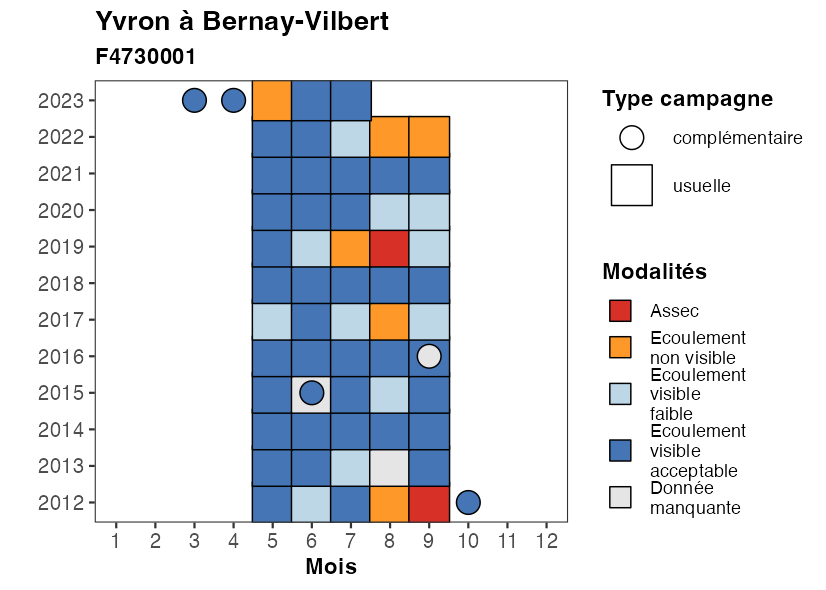 Yvron à Bernay-Vilbert
F4730001
2023
2022
2021
2020
2019
2018
2017
2016
2015
2014
2013
2012
1 2 3 4 5 6 7 8 9 10 11 12
Mois
Type campagne
complémentaire
usuelle
Modalités
Assec
Ecoulement
non visible
Ecoulement
visible
faible
Ecoulement
visible
acceptable
Donnée
manquante